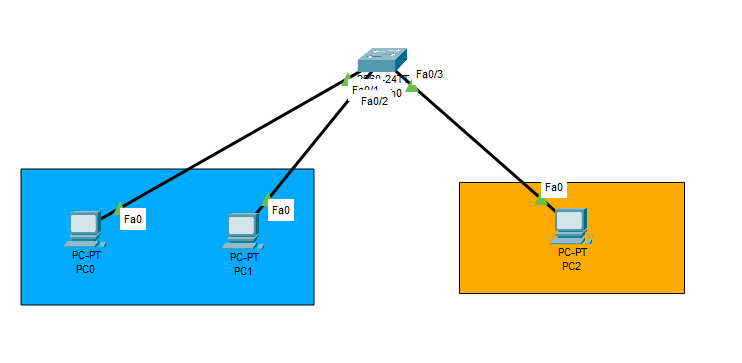 Fa0/3
Fa0/1
Fa0/2
Fa0
Fa0
Fa0
PC-PT
PC0
PC-PT
PC1
PC-PT
PC2